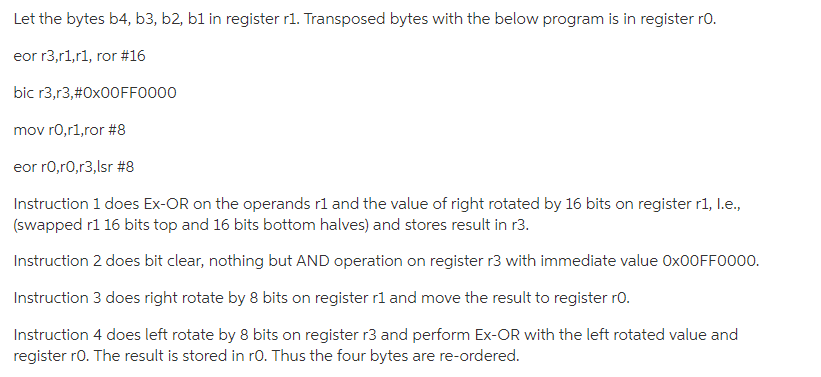 Let the bytes b4, b3, b2, b1 in register r1. Transposed bytes with the below program is in register r0.
eor r3,r1,r1, ror #16
bic r3,r3,#0x00FF0000
mov r0,r1,ror #8
eor r0,r0,r3,lsr #8
Instruction 1 does Ex-OR on the operands r1 and the value of right rotated by 16 bits on register r1, I.e.,
(swapped r1 16 bits top and 16 bits bottom halves) and stores result in r3.
Instruction 2 does bit clear, nothing but AND operation on register r3 with immediate value 0x00FF0000.
Instruction 3 does right rotate by 8 bits on register r1 and move the result to register r0.
Instruction 4 does left rotate by 8 bits on register r3 and perform Ex-OR with the left rotated value and
register r0. The result is stored in r0. Thus the four bytes are re-ordered.